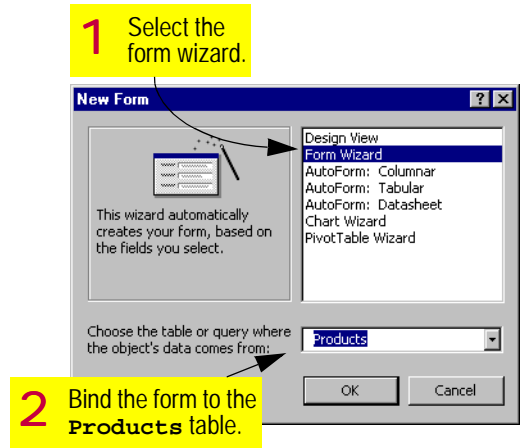 1 Select the
form wizard.
New Form
Design View
Form Wizard
AutoForm: Columnar
AutoForm: Tabular
AutoForm: Datasheet
Chart Wizard
PivotTable Wizard
This wizard automatically
creates your form, based on
the fields you select.
Choose the table or query where
the object's data comes from:
Products
OK Cancel
2 Bind the form to the
Products table.